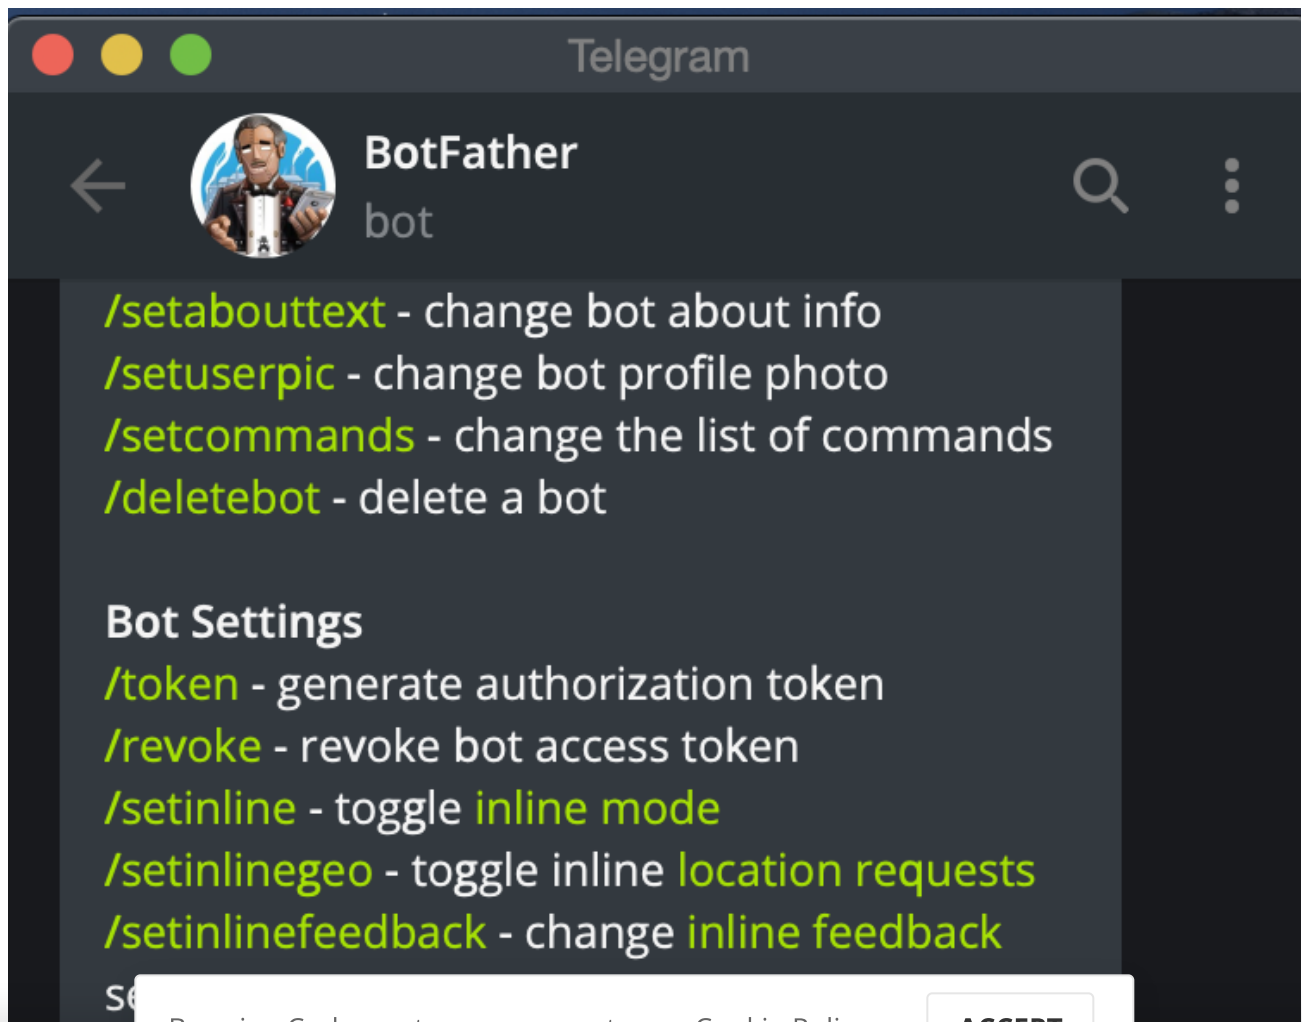 Telegram
BotFather
bot
/setabouttext - change bot about info
/setuserpic - change bot profile photo
/setcommands - change the list of commands
/deletebot - delete a bot
Bot Settings
/token - generate authorization token
/revoke - revoke bot access token
/setinline - toggle inline mode
/setinlinegeo - toggle inline location requests
/setinlinefeedback - change inline feedback
ACCEPT